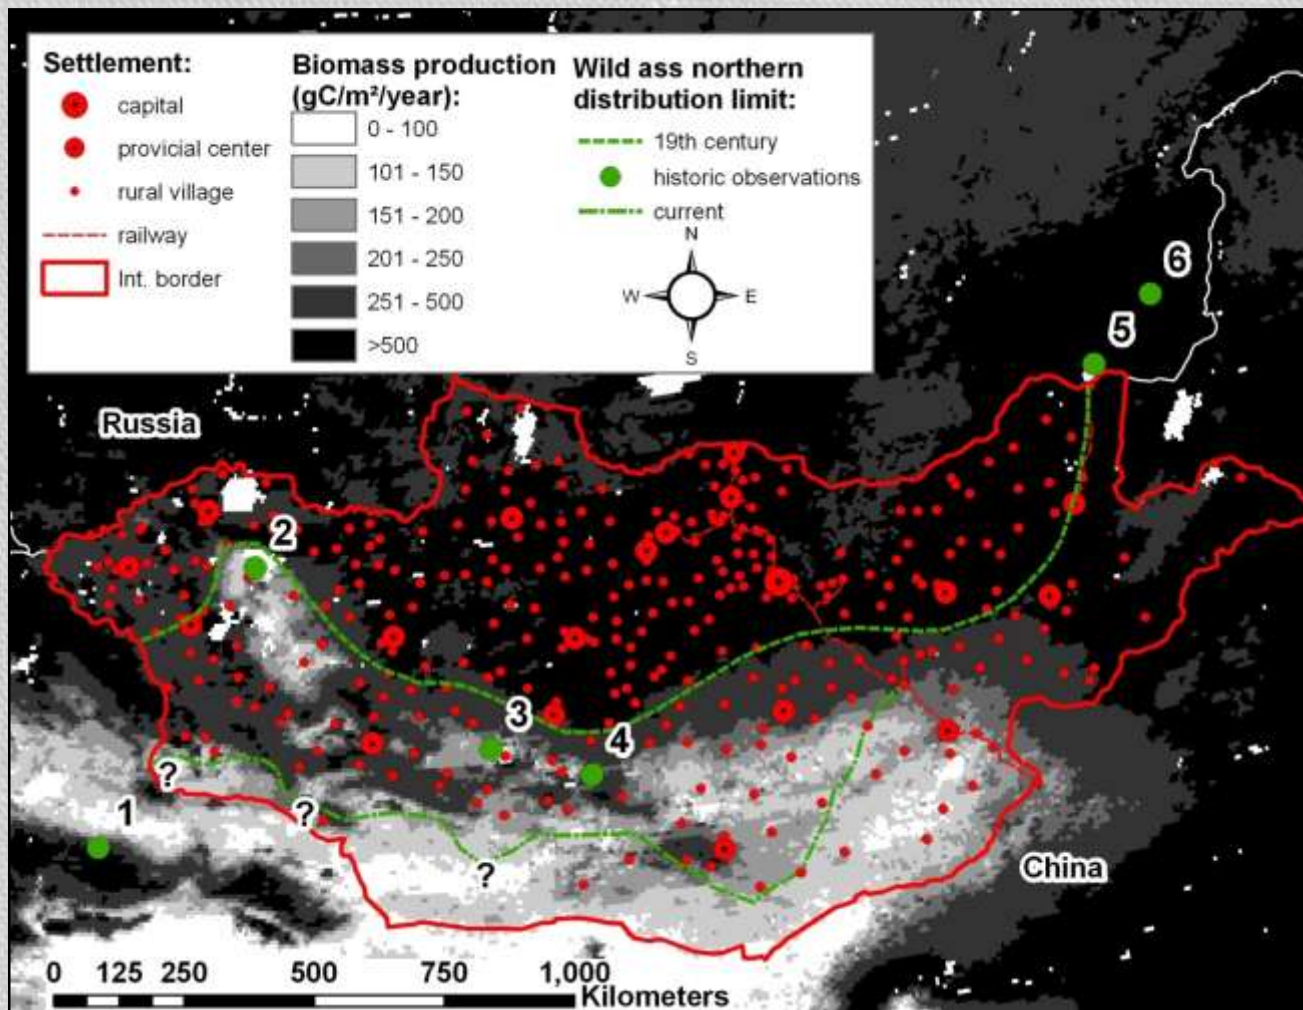 Settlement:
capital
provicial center
rural village
railway
Int. border
Biomass production
(gC/m²/year):
0 - 100
101 - 150
151 - 200
201 - 250
251 - 500
>500
Wild ass northern
distribution limit:
19th century
historic observations
current
N
W E
S
6
5
Russia
2
3
4
?
1
?
?
China
0 125 250 500 750 1,000
Kilometers